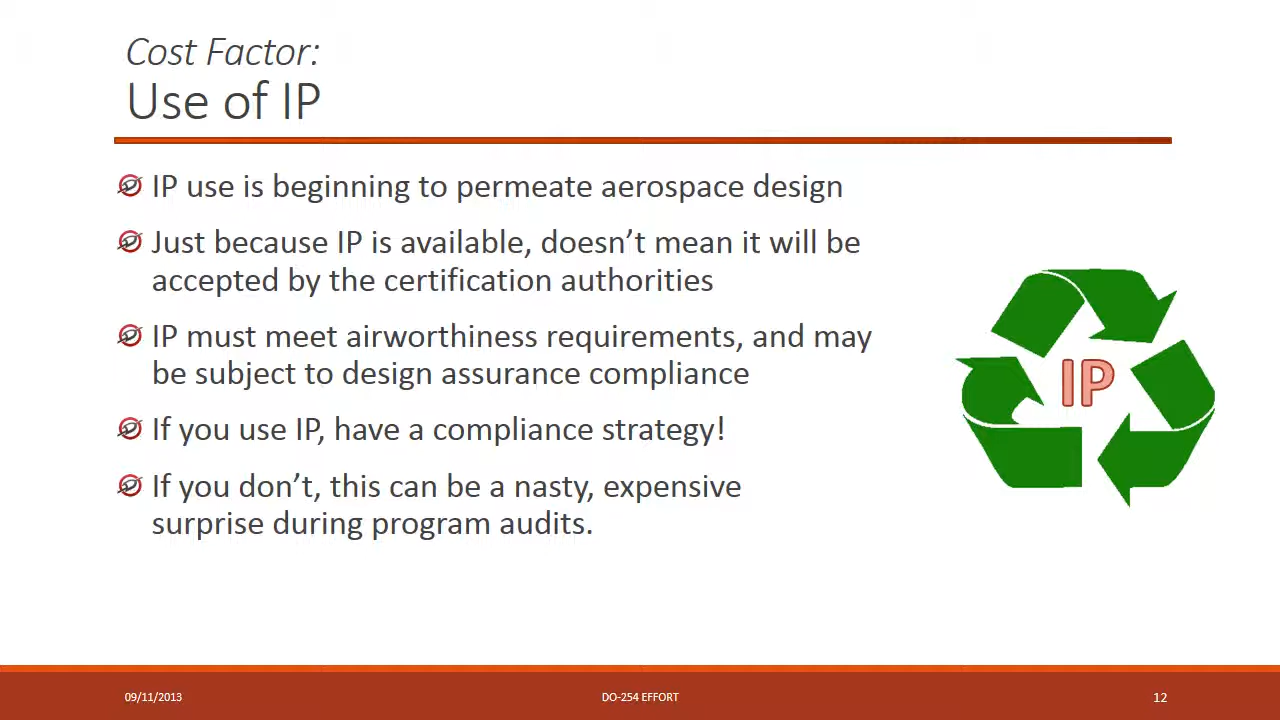 Cost Factor:
Use of IP
IP use is beginning to permeate aerospace design
Just because IP is available, doesn’t mean it will be
accepted by the certification authorities
IP must meet airworthiness requirements, and may
be subject to design assurance compliance
If you use IP, have a compliance strategy!
If you don’t, this can be a nasty, expensive
surprise during program audits.
IP
09/11/2013
DO-254 EFFORT
12